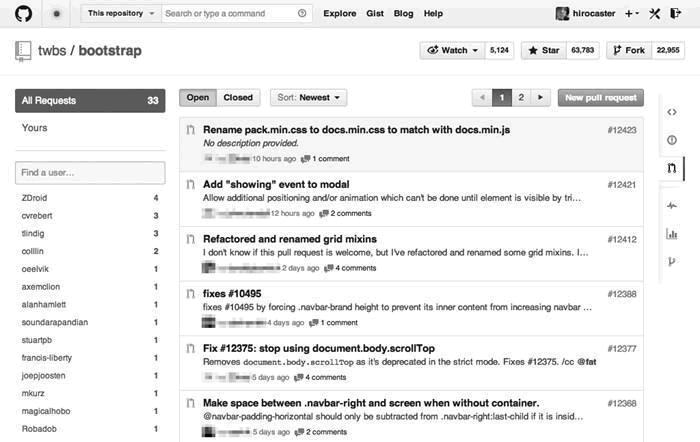 This repository Search or type a command Explore Gist Blog Help hirocaster
twbs / bootstrap Watch 5,124 Star 63,783 Fork 22,955
All Requests 33
Yours
Find a user...
ZDroid 4
cvrebert 3
tlindig 3
colllin 2
oeelvik 1
axemclion 1
alanhamlett 1
soundarapandian 1
stuartpb 1
francis-liberty 1
joepjoosten 1
mkurz 1
magicalhobo 1
Robadob 1
Open Closed Sort: Newest 1 2 New pull request
Rename pack.min.css to docs.min.css to match with docs.min.js #12423
No description provided.
10 hours ago 1 comment
Add "showing" event to modal #12421
Allow additional positioning and/or animation which can't be done until element is visible by tri…
12 hours ago 2 comments
Refactored and renamed grid mixins #12412
I don't know if this pull request is welcome, but I've refactored and renamed some grid mixins. I…
2 days ago 4 comments
fixes #10495 #12388
fixes #10495 by forcing .navbar-brand height to prevent its inner content from increasing navbar …
4 days ago 1 comment
Fix #12375: stop using document.body.scrollTop #12377
Removes document.body.scrollTop as it's deprecated in the strict mode. Fixes #12375. /cc @fat
5 days ago 4 comments
Make space between .navbar-right and screen when without container. #12368
@navbar-padding-horizontal should only be subtracted from .navbar-right:last-child if it is insid…
5 days ago 2 comments